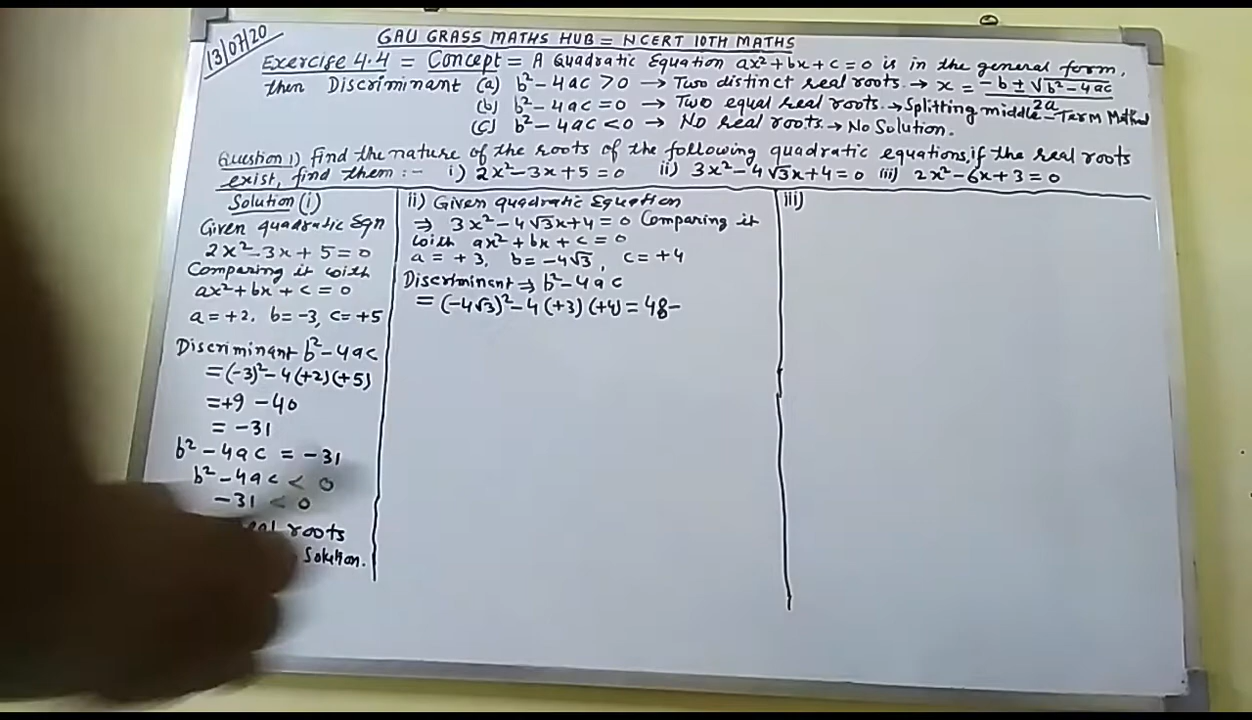 13/07/20
GAU GRASS MATHS HUB = NCERT 10TH MATHS
Exercise 4.4 = Concept = A Quadratic Equation ax²+bx+c=0 is in the general form,
then Discriminant (a) b²-4ac >0 → Two distinct real roots → x = -b ± √b²-4ac / 2a
(b) b²-4ac =0 → Two equal real roots → Splitting middle-Term Method
(c) b²-4ac <0 → No real roots → No Solution.
Question 1) find the nature of the roots of the following quadratic equations, if the real roots
exist, find them :- i) 2x²-3x+5=0 ii) 3x²-4√3x+4=0 (iii) 2x²-6x+3=0
Solution (i)
Given quadratic Eqn
2x²-3x+5=0
Comparing it with
ax²+bx+c=0
a=+2, b=-3, c=+5
Discriminant b²-4ac
=(-3)²-4(+2)(+5)
=+9-40
=-31
b²-4ac = -31
b²-4ac < 0
-31 < 0
real roots
Solution.
ii) Given quadratic Equation
⇒ 3x²-4√3x+4=0 Comparing it
with ax²+bx+c=0
a=+3, b=-4√3, c=+4
Discriminant ⇒ b²-4ac
=(-4√3)²-4(+3)(+4)=48-
iii)